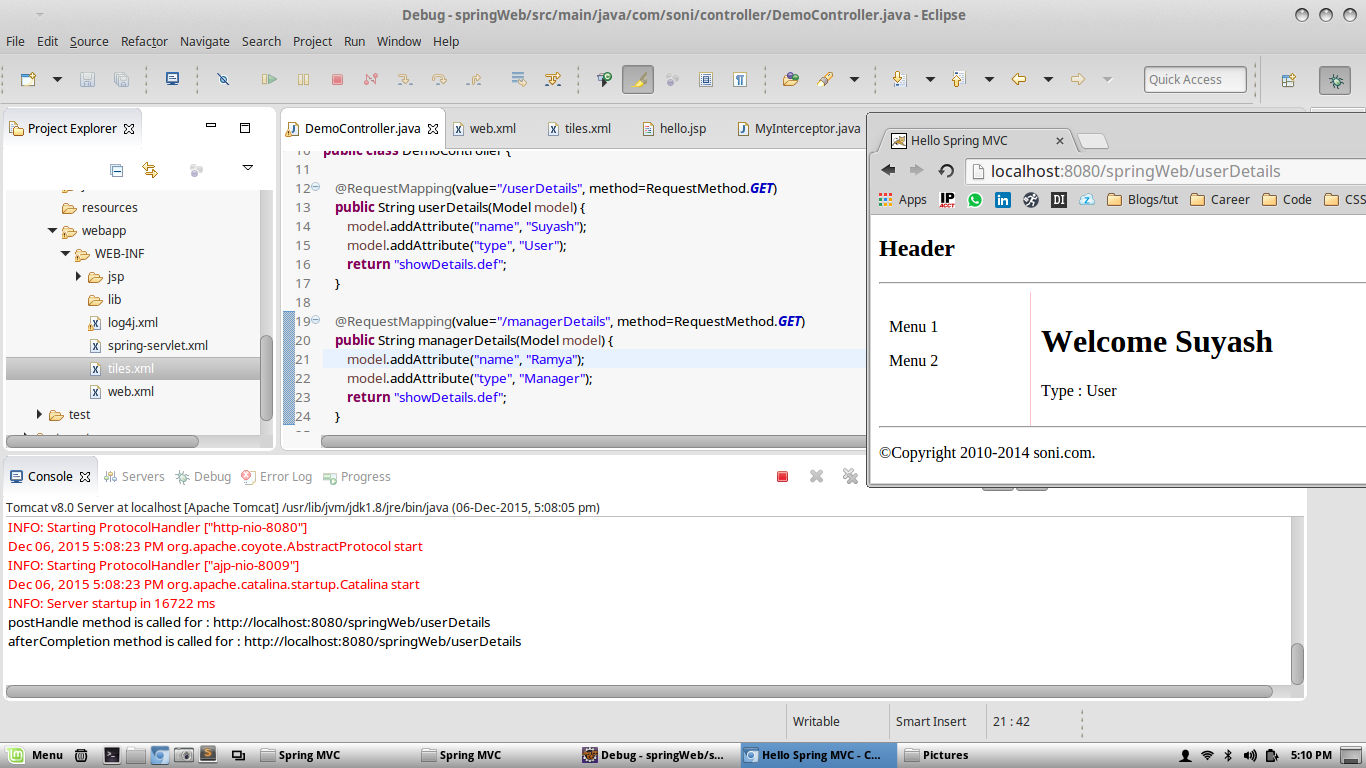 Debug - springWeb/src/main/java/com/soni/controller/DemoController.java - Eclipse
File Edit Source Refactor Navigate Search Project Run Window Help
Quick Access
Project Explorer
resources
webapp
WEB-INF
jsp
lib
log4j.xml
spring-servlet.xml
tiles.xml
web.xml
test
DemoController.java web.xml tiles.xml hello.jsp MyInterceptor.java
10 public class DemoController {
11
12 @RequestMapping(value="/userDetails", method=RequestMethod.GET)
13 public String userDetails(Model model) {
14 model.addAttribute("name", "Suyash");
15 model.addAttribute("type", "User");
16 return "showDetails.def";
17 }
18
19 @RequestMapping(value="/managerDetails", method=RequestMethod.GET)
20 public String managerDetails(Model model) {
21 model.addAttribute("name", "Ramya");
22 model.addAttribute("type", "Manager");
23 return "showDetails.def";
24 }
Hello Spring MVC
localhost:8080/springWeb/userDetails
Apps IP ACCT in DI Blogs/tut Career Code CSS
Header
Menu 1
Menu 2
Welcome Suyash
Type : User
©Copyright 2010-2014 soni.com.
Console Servers Debug Error Log Progress
Tomcat v8.0 Server at localhost [Apache Tomcat] /usr/lib/jvm/jdk1.8/jre/bin/java (06-Dec-2015, 5:08:05 pm)
INFO: Starting ProtocolHandler ["http-nio-8080"]
Dec 06, 2015 5:08:23 PM org.apache.coyote.AbstractProtocol start
INFO: Starting ProtocolHandler ["ajp-nio-8009"]
Dec 06, 2015 5:08:23 PM org.apache.catalina.startup.Catalina start
INFO: Server startup in 16722 ms
postHandle method is called for : http://localhost:8080/springWeb/userDetails
afterCompletion method is called for : http://localhost:8080/springWeb/userDetails
Writable Smart Insert 21 : 42
Menu Spring MVC Spring MVC Debug - springWeb/s... Hello Spring MVC - C... Pictures 5:10 PM